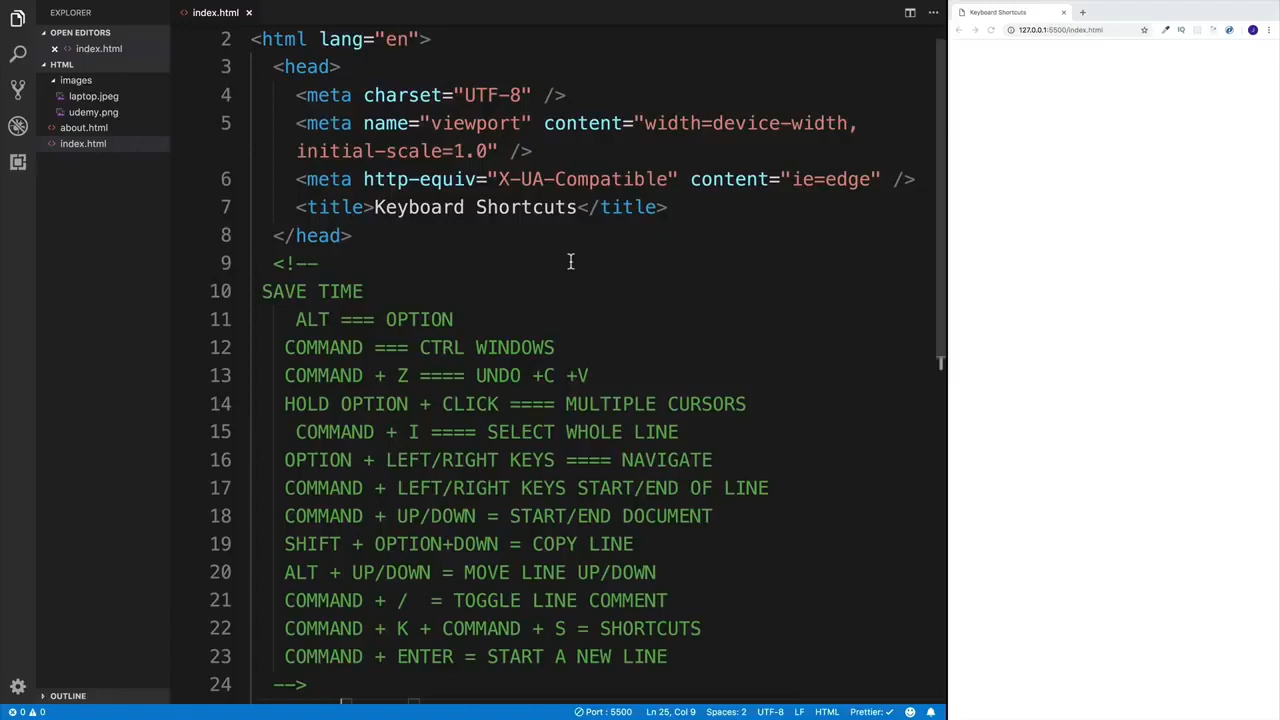 EXPLORER
OPEN EDITORS
index.html
HTML
images
laptop.jpeg
udemy.png
about.html
index.html
OUTLINE
index.html
2 <html lang="en">
3 <head>
4 <meta charset="UTF-8" />
5 <meta name="viewport" content="width=device-width,
initial-scale=1.0" />
6 <meta http-equiv="X-UA-Compatible" content="ie=edge" />
7 <title>Keyboard Shortcuts</title>
8 </head>
9 <!--
10 SAVE TIME
11 ALT === OPTION
12 COMMAND === CTRL WINDOWS
13 COMMAND + Z ==== UNDO +C +V
14 HOLD OPTION + CLICK ==== MULTIPLE CURSORS
15 COMMAND + I ==== SELECT WHOLE LINE
16 OPTION + LEFT/RIGHT KEYS ==== NAVIGATE
17 COMMAND + LEFT/RIGHT KEYS START/END OF LINE
18 COMMAND + UP/DOWN = START/END DOCUMENT
19 SHIFT + OPTION+DOWN = COPY LINE
20 ALT + UP/DOWN = MOVE LINE UP/DOWN
21 COMMAND + /  = TOGGLE LINE COMMENT
22 COMMAND + K + COMMAND + S = SHORTCUTS
23 COMMAND + ENTER = START A NEW LINE
24 -->
0 0 Port : 5500 Ln 25, Col 9 Spaces: 2 UTF-8 LF HTML Prettier: ✓
Keyboard Shortcuts
127.0.0.1:5500/index.html